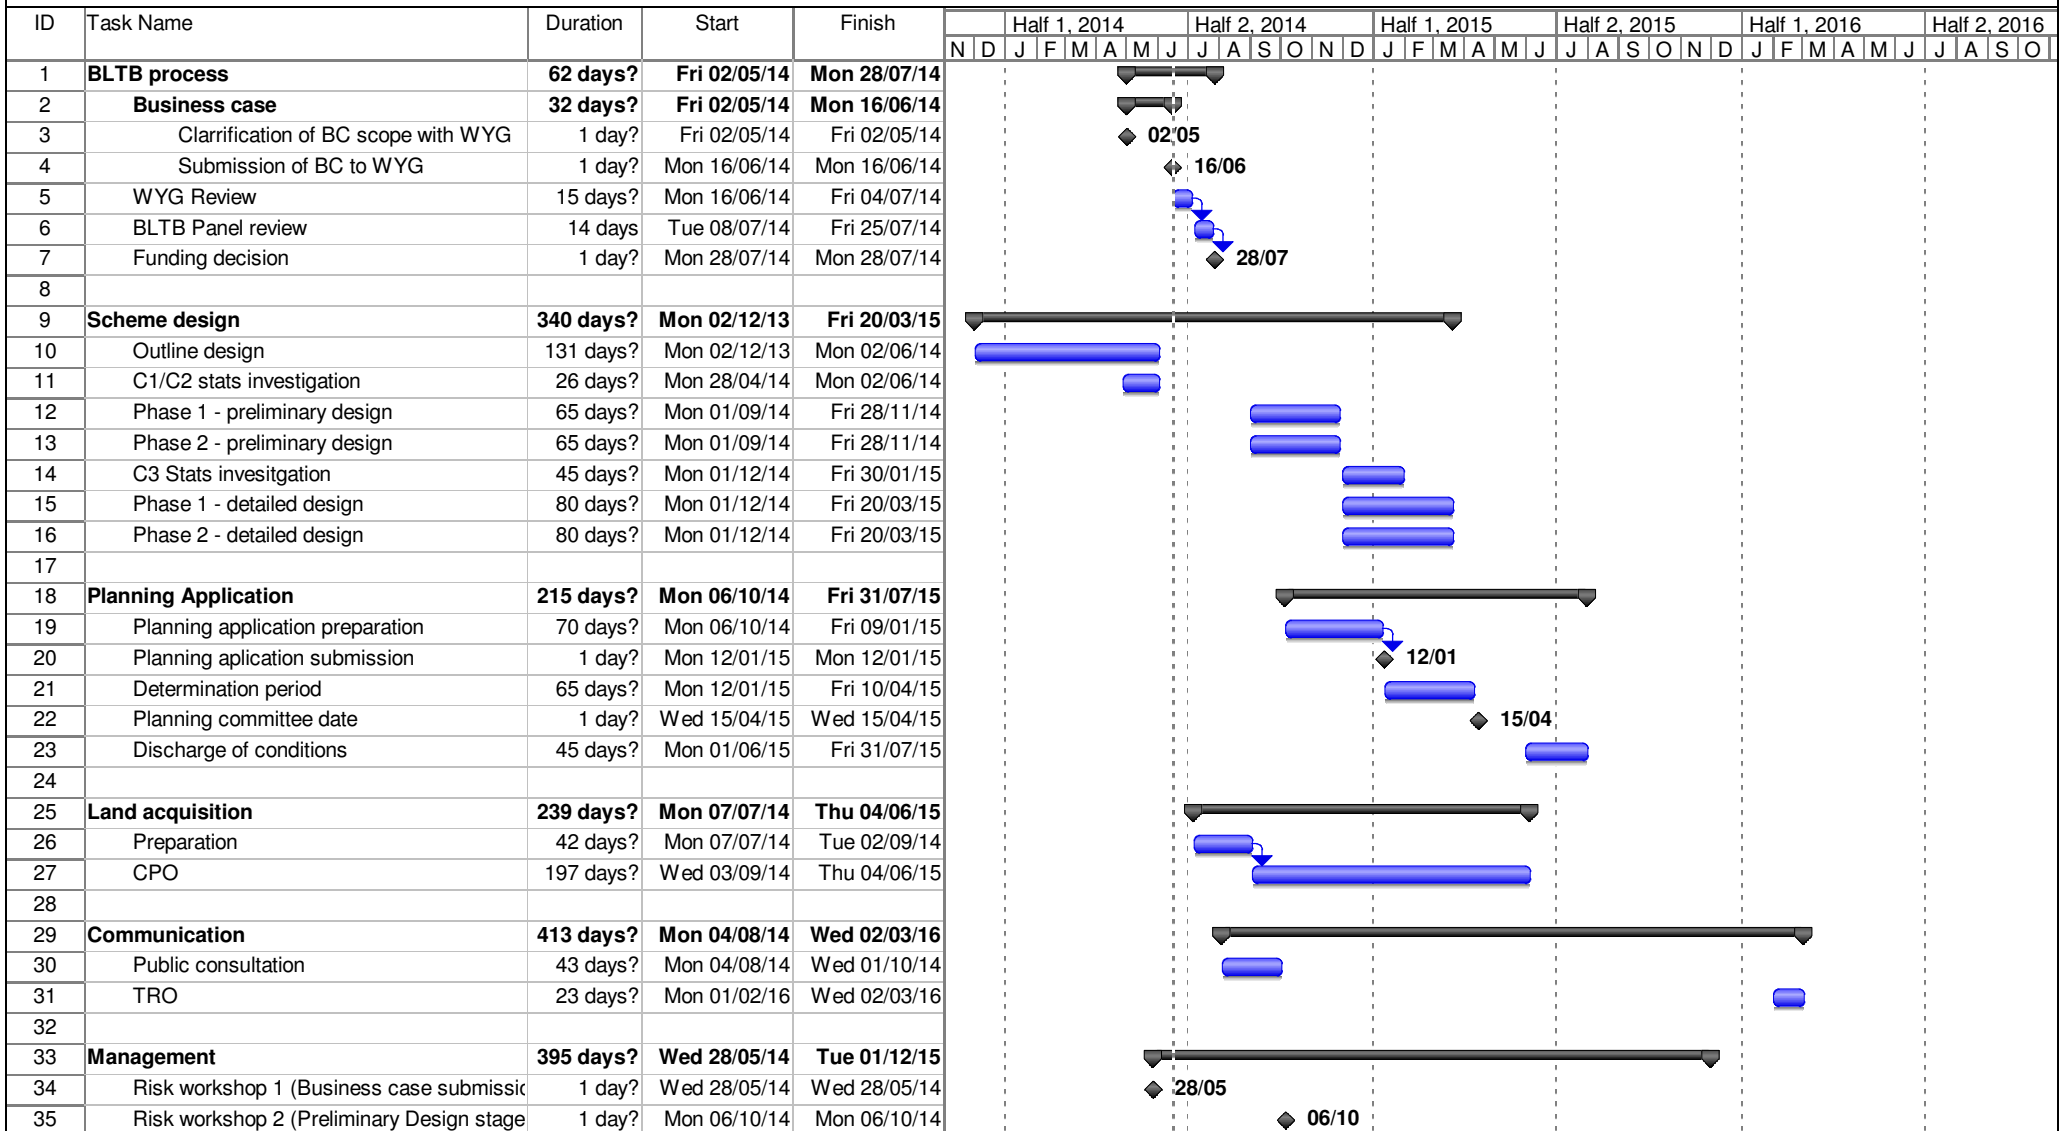 ID Task Name Duration Start Finish Half 1, 2014 Half 2, 2014 Half 1, 2015 Half 2, 2015 Half 1, 2016 Half 2, 2016
N D J F M A M J J A S O N D J F M A M J J A S O N D J F M A M J J A S O
1 BLTB process 62 days? Fri 02/05/14 Mon 28/07/14
2 Business case 32 days? Fri 02/05/14 Mon 16/06/14
3 Clarrification of BC scope with WYG 1 day? Fri 02/05/14 Fri 02/05/14 02/05
4 Submission of BC to WYG 1 day? Mon 16/06/14 Mon 16/06/14 16/06
5 WYG Review 15 days? Mon 16/06/14 Fri 04/07/14
6 BLTB Panel review 14 days Tue 08/07/14 Fri 25/07/14
7 Funding decision 1 day? Mon 28/07/14 Mon 28/07/14 28/07
8
9 Scheme design 340 days? Mon 02/12/13 Fri 20/03/15
10 Outline design 131 days? Mon 02/12/13 Mon 02/06/14
11 C1/C2 stats investigation 26 days? Mon 28/04/14 Mon 02/06/14
12 Phase 1 - preliminary design 65 days? Mon 01/09/14 Fri 28/11/14
13 Phase 2 - preliminary design 65 days? Mon 01/09/14 Fri 28/11/14
14 C3 Stats invesitgation 45 days? Mon 01/12/14 Fri 30/01/15
15 Phase 1 - detailed design 80 days? Mon 01/12/14 Fri 20/03/15
16 Phase 2 - detailed design 80 days? Mon 01/12/14 Fri 20/03/15
17
18 Planning Application 215 days? Mon 06/10/14 Fri 31/07/15
19 Planning application preparation 70 days? Mon 06/10/14 Fri 09/01/15
20 Planning aplication submission 1 day? Mon 12/01/15 Mon 12/01/15 12/01
21 Determination period 65 days? Mon 12/01/15 Fri 10/04/15
22 Planning committee date 1 day? Wed 15/04/15 Wed 15/04/15 15/04
23 Discharge of conditions 45 days? Mon 01/06/15 Fri 31/07/15
24
25 Land acquisition 239 days? Mon 07/07/14 Thu 04/06/15
26 Preparation 42 days? Mon 07/07/14 Tue 02/09/14
27 CPO 197 days? Wed 03/09/14 Thu 04/06/15
28
29 Communication 413 days? Mon 04/08/14 Wed 02/03/16
30 Public consultation 43 days? Mon 04/08/14 Wed 01/10/14
31 TRO 23 days? Mon 01/02/16 Wed 02/03/16
32
33 Management 395 days? Wed 28/05/14 Tue 01/12/15
34 Risk workshop 1 (Business case submissic 1 day? Wed 28/05/14 Wed 28/05/14 28/05
35 Risk workshop 2 (Preliminary Design stage 1 day? Mon 06/10/14 Mon 06/10/14 06/10